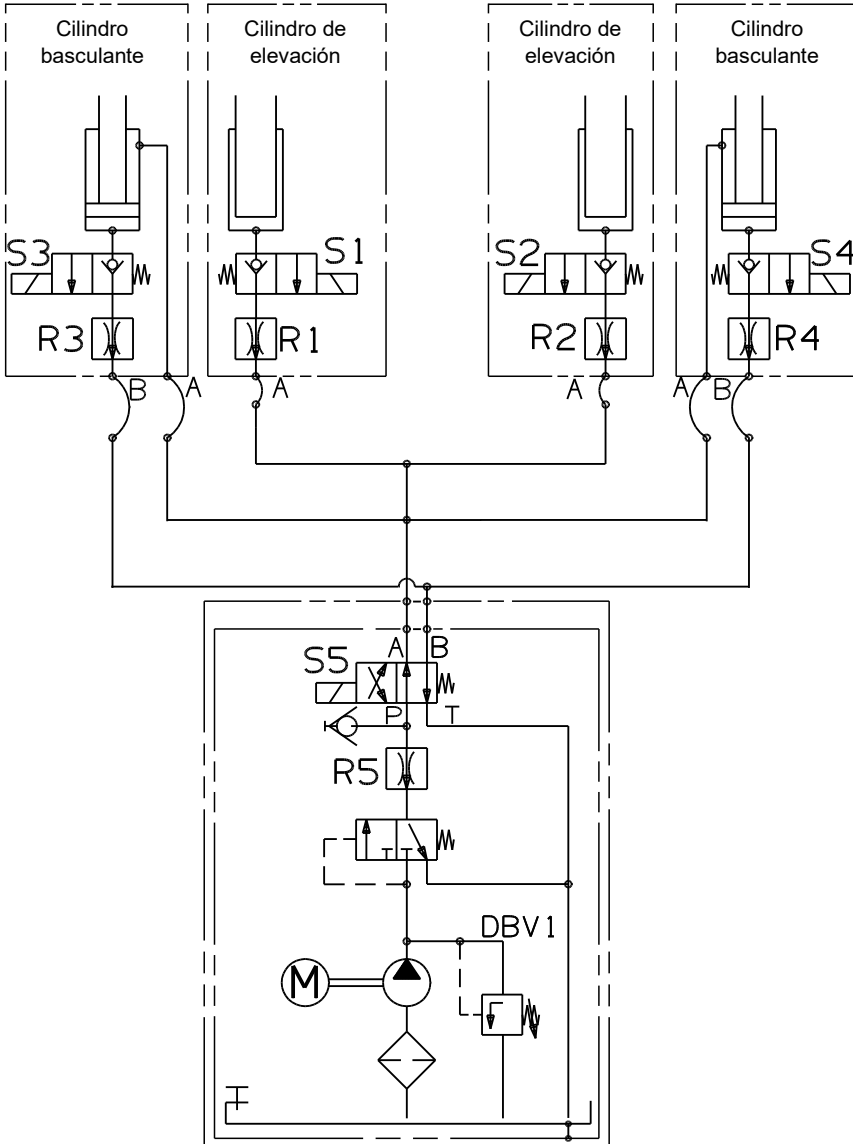 Cilindro
basculante
Cilindro de
elevación
Cilindro de
elevación
Cilindro
basculante
S3
S1
S2
S4
R3
R1
R2
R4
B
A
A
A
A
B
A
B
S5
P
T
R5
T T
DBV1
M